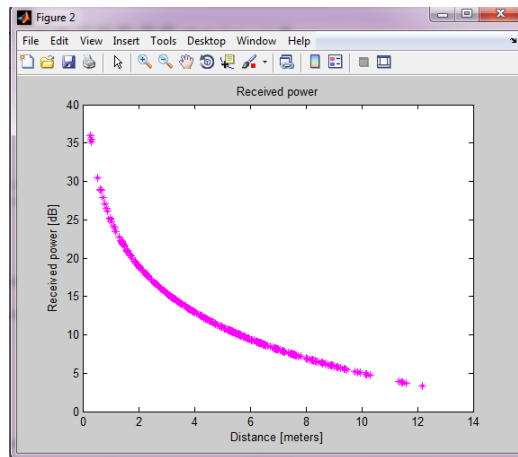 Figure 2
File Edit View Insert Tools Desktop Window Help
Received power
40
35
30
25
20
15
10
5
0
Received power [dB]
0 2 4 6 8 10 12 14
Distance [meters]